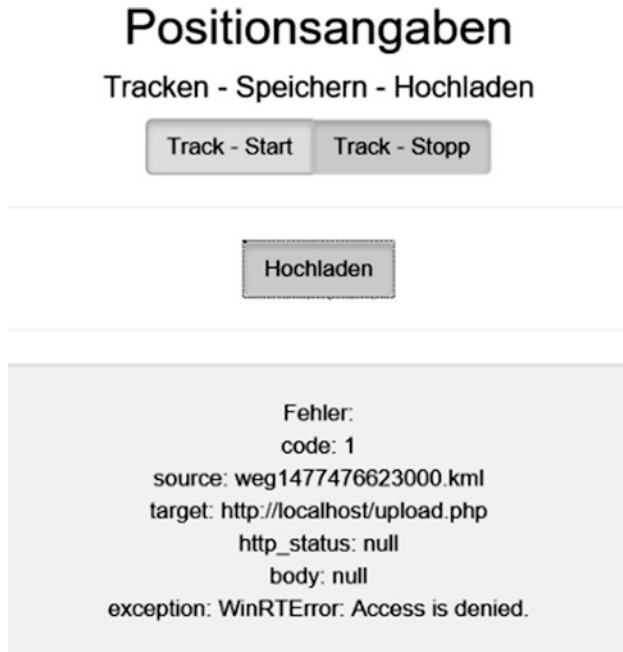 Positionsangaben
Tracken - Speichern - Hochladen
Track - Start Track - Stopp
Hochladen
Fehler:
code: 1
source: weg1477476623000.kml
target: http://localhost/upload.php
http_status: null
body: null
exception: WinRTError: Access is denied.